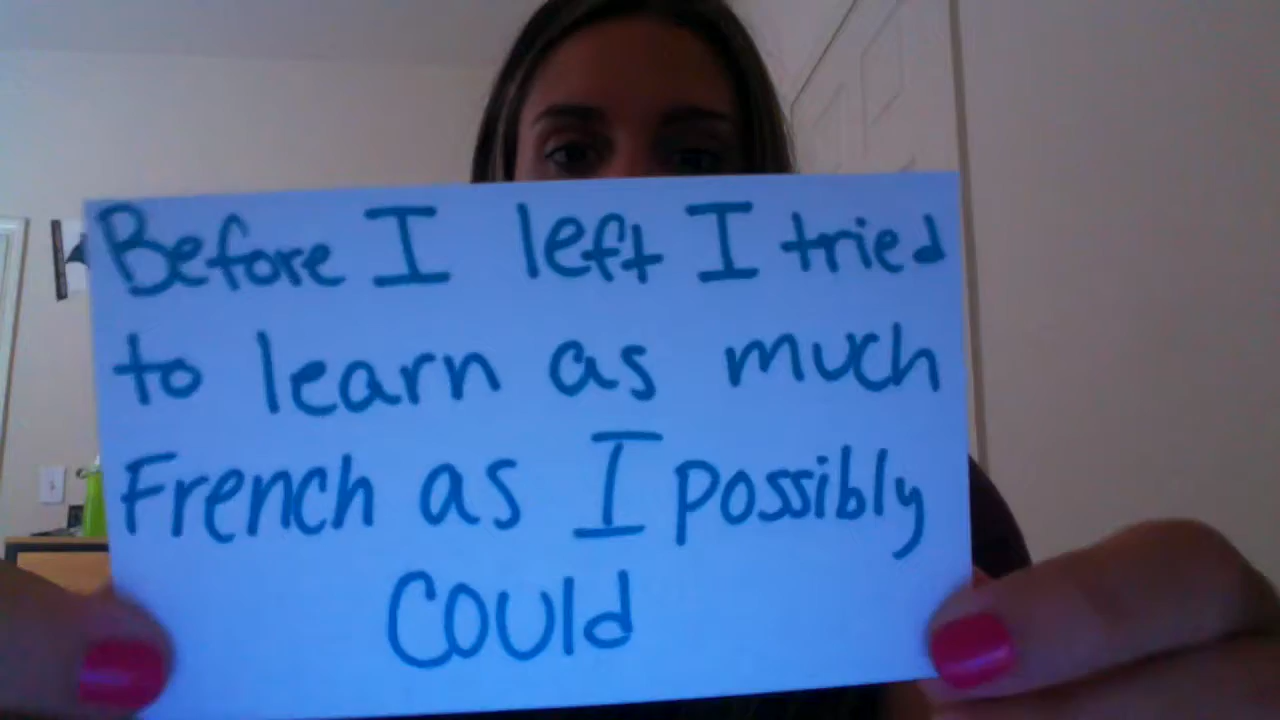 Before I left I tried
to learn as much
French as I possibly
Could